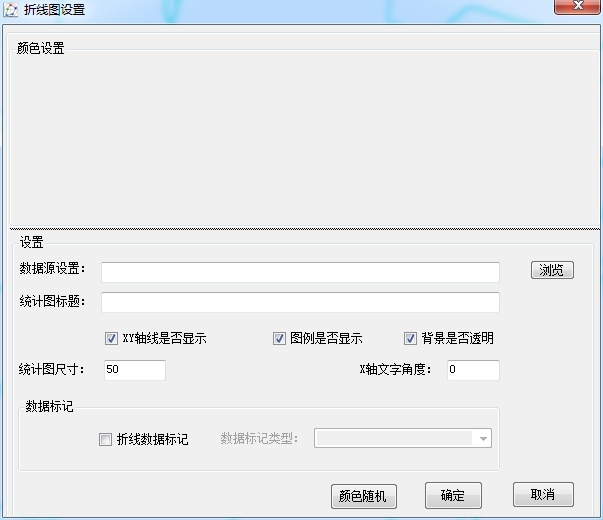 折线图设置
颜色设置
设置
数据源设置：
浏览
统计图标题：
XY轴线是否显示 图例是否显示 背景是否透明
统计图尺寸： 50 X轴文字角度： 0
数据标记
折线数据标记 数据标记类型：
颜色随机 确定 取消